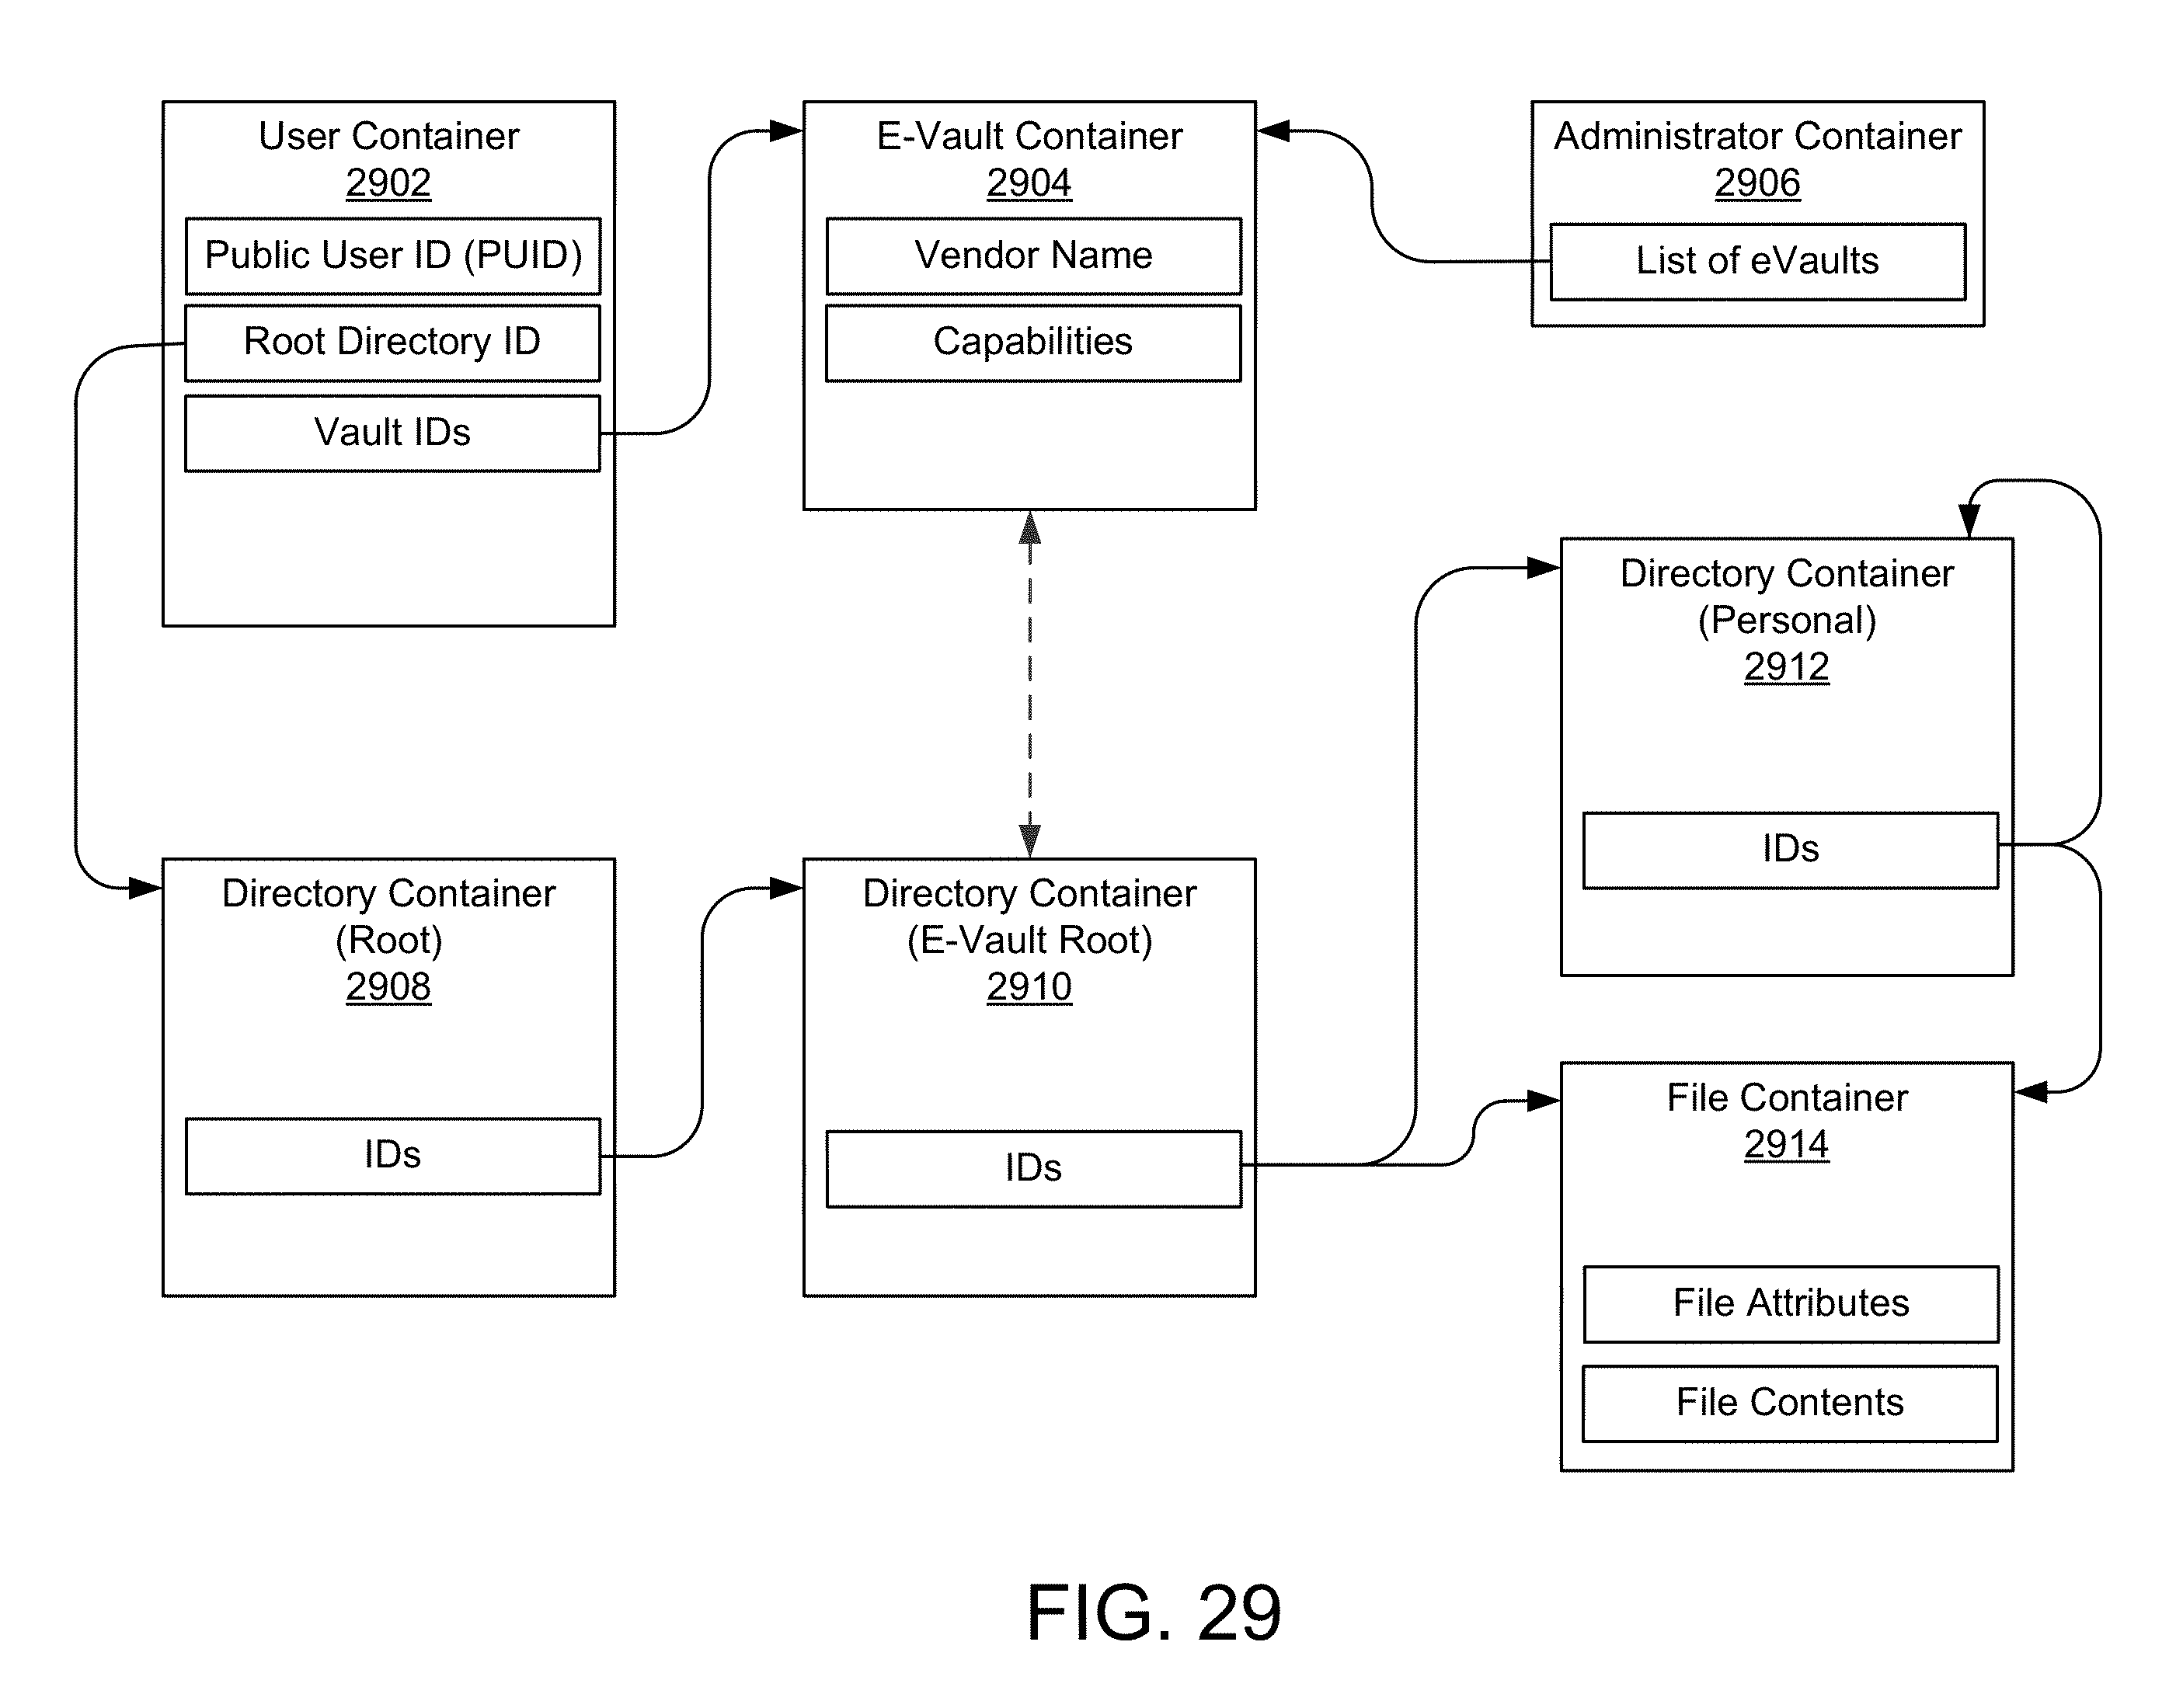 User Container
2902
Public User ID (PUID)
Root Directory ID
Vault IDs
E-Vault Container
2904
Vendor Name
Capabilities
Administrator Container
2906
List of eVaults
Directory Container
(Personal)
2912
IDs
Directory Container
(Root)
2908
IDs
Directory Container
(E-Vault Root)
2910
IDs
File Container
2914
File Attributes
File Contents
FIG. 29